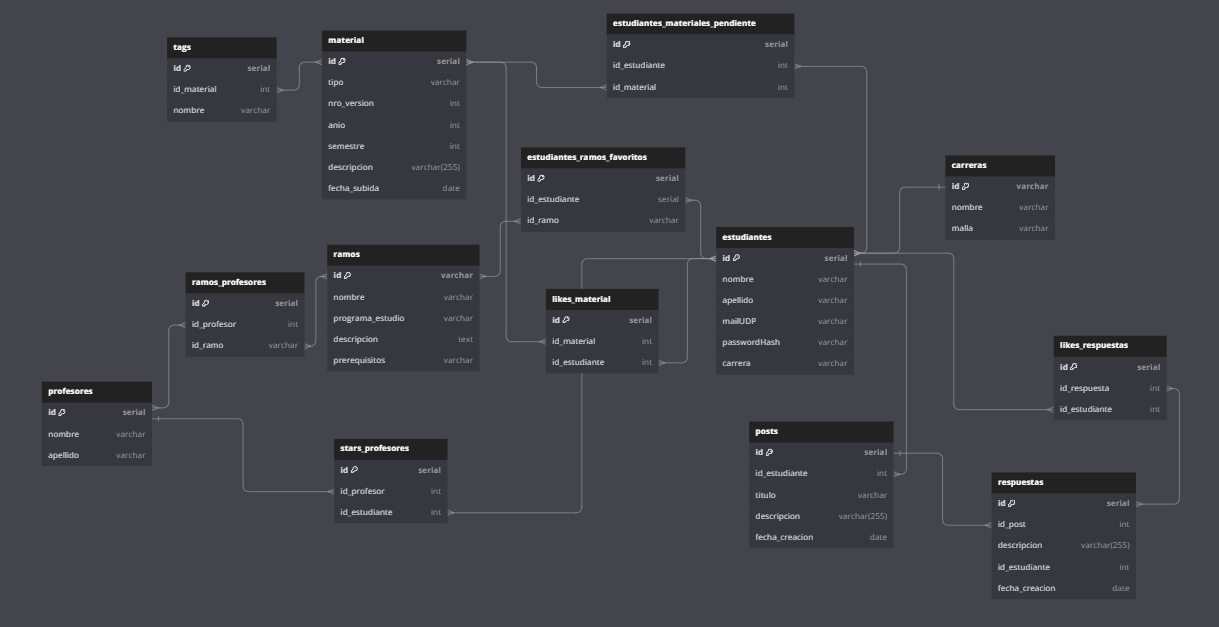 estudiantes_materiales_pendiente
id serial
id_estudiante int
id_material int
material
id serial
tipo varchar
nro_version int
anio int
semestre int
descripcion varchar(255)
fecha_subida date
tags
id serial
id_material int
nombre varchar
estudiantes_ramos_favoritos
id serial
id_estudiante serial
id_ramo varchar
carreras
id varchar
nombre varchar
malla varchar
estudiantes
id serial
nombre varchar
apellido varchar
mailUDP varchar
passwordHash varchar
carrera varchar
ramos
id varchar
nombre varchar
programa_estudio varchar
descripcion text
prerequisitos varchar
ramos_profesores
id serial
id_profesor int
id_ramo varchar
likes_material
id serial
id_material int
id_estudiante int
likes_respuestas
id serial
id_respuesta int
id_estudiante int
profesores
id serial
nombre varchar
apellido varchar
stars_profesores
id serial
id_profesor int
id_estudiante int
posts
id serial
id_estudiante int
titulo varchar
descripcion varchar(255)
fecha_creacion date
respuestas
id serial
id_post int
descripcion varchar(255)
id_estudiante int
fecha_creacion date